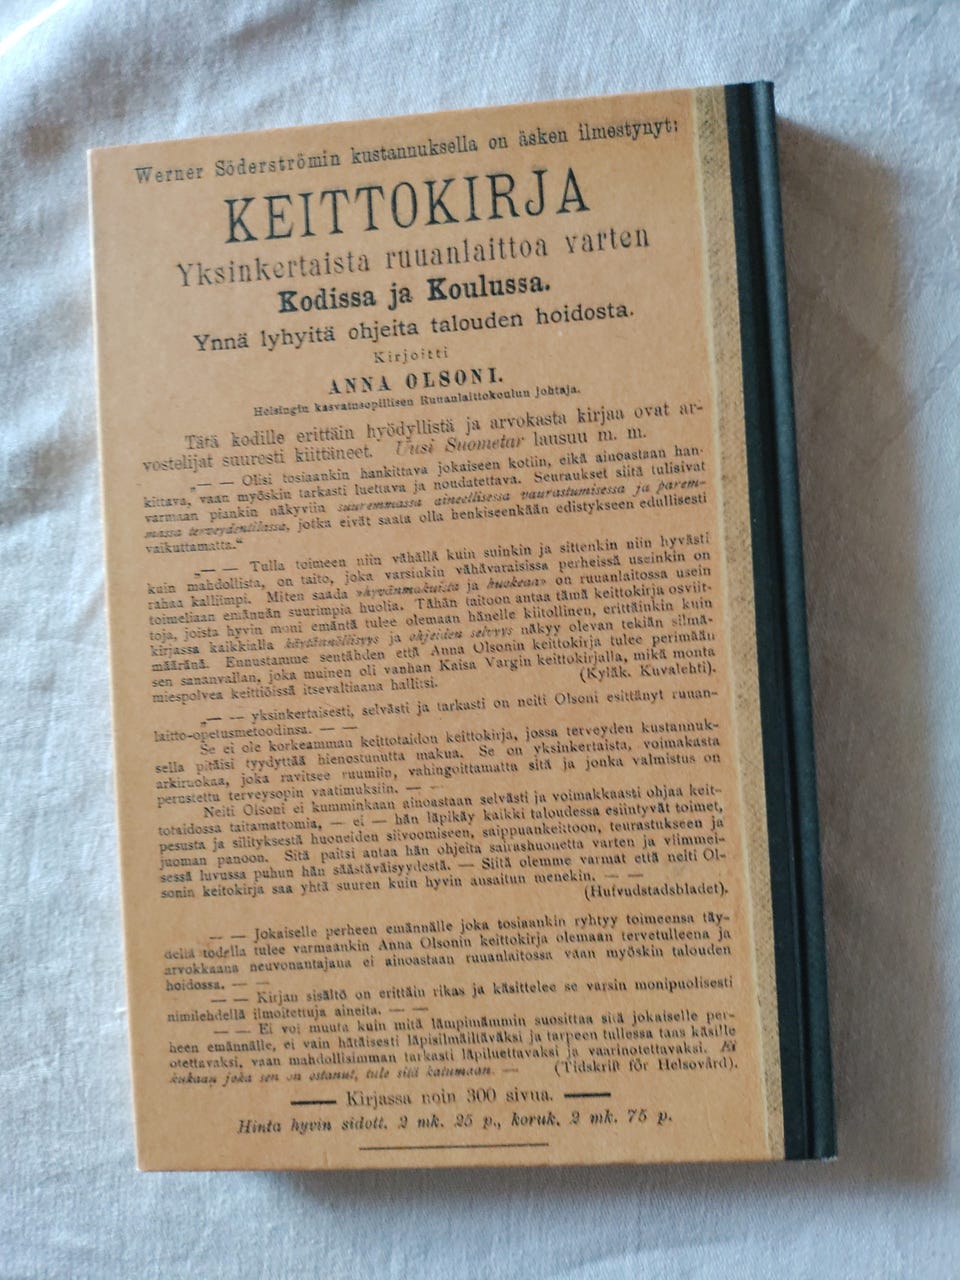 Werner Söderströmin kustannuksella on äsken ilmestynyt:
KEITTOKIRJA
Yksinkertaista ruuanlaittoa varten
Kodissa ja Koulussa.
Ynnä lyhyitä ohjeita talouden hoidosta.
Kirjoitti
ANNA OLSONI.
Helsingin kasvatusopillisen Ruuanlaittokoulun johtaja.
Tätä kodille erittäin hyödyllistä ja arvokasta kirjaa ovat ar-
vostelijat suuresti kiittäneet. Uusi Suometar lausuu m. m.
„— — Olisi tosiaankin hankittava jokaiseen kotiin, eikä ainoastaan han-
kittava, vaan myöskin tarkasti luettava ja noudatettava. Seuraukset siitä tulisivat
varmaan piankin näkyviin suuremmassa aineellisessa vaurastumisessa ja parem-
massa terveydentilassa, jotka eivät saata olla henkiseenkään edistykseen edullisesti
vaikuttamatta.“
„— — Tulla toimeen niin vähällä kuin suinkin ja sittenkin niin hyvästi
kuin mahdollista, on taito, joka varsinkin vähävaraisissa perheissä useinkin on
rahaa kalliimpi. Miten saada »hyvänmakuista ja huokeaa» on ruuanlaitossa usein
toimeliaan emännän suurimpia huolia. Tähän taitoon antaa tämä keittokirja osviit-
toja, joista hyvin moni emäntä tulee olemaan hänelle kiitollinen, erittäinkin kuin
kirjassa kaikkialla käytännöllisyys ja ohjeiden selvyys näkyy olevan tekiän silmä-
määränä. Ennustamme sentähden että Anna Olsonin keittokirja tulee perimään
sen sananvallan, joka muinen oli vanhan Kaisa Vargin keittokirjalla, mikä monta
miespolvea keittiöissä itsevaltiaana hallitsi. (Kyläk. Kuvalehti).
„— — yksinkertaisesti, selvästi ja tarkasti on neiti Olsoni esittänyt ruuan-
laitto-opetusmetoodinsa. — —
Se ei ole korkeamman keittotaidon keittokirja, jossa terveyden kustannuk-
sella pitäisi tyydyttää hienostunutta makua. Se on yksinkertaista, voimakasta
arkiruokaa, joka ravitsee ruumiin, vahingoittamatta sitä ja jonka valmistus on
perustettu terveysopin vaatimuksiin. — —
Neiti Olsoni ei kumminkaan ainoastaan selvästi ja voimakkaasti ohjaa keit-
totaidossa taitamattomia, — ei — hän läpikäy kaikki taloudessa esiintyvät toimet,
pesusta ja silityksestä huoneiden siivoomiseen, saippuankeittoon, teurastukseen ja
juoman panoon. Sitä paitsi antaa hän ohjeita sairashuonetta varten ja viimmei-
sessä luvussa puhun hän säästäväisyydestä. — Siitä olemme varmat että neiti Ol-
sonin keitokirja saa yhtä suuren kuin hyvin ansaitun menekin. — —
(Hufvudstadsbladet).
— — Jokaiselle perheen emännälle joka tosiaankin ryhtyy toimeensa täy-
dellä todella tulee varmaankin Anna Olsonin keittokirja olemaan tervetulleena ja
arvokkaana neuvonantajana ei ainoastaan ruuanlaitossa vaan myöskin talouden
hoidossa. — —
— — Kirjan sisältö on erittäin rikas ja käsittelee se varsin monipuolisesti
nimilehdellä ilmoitettuja aineita. — —
— — Ei voi muuta kuin mitä lämpimämmin suosittaa sitä jokaiselle per-
heen emännälle, ei vain hätäisesti läpisilmäiltäväksi ja tarpeen tullessa taas käsille
otettavaksi, vaan mahdollisimman tarkasti läpiluettavaksi ja vaarinotettavaksi. Ei
kukaan joka sen on ostanut, tule sitä katumaan. — (Tidskrift för Helsovård).
Kirjassa noin 300 sivua.
Hinta hyvin sidott. 2 mk. 25 p., koruk. 2 mk. 75 p.